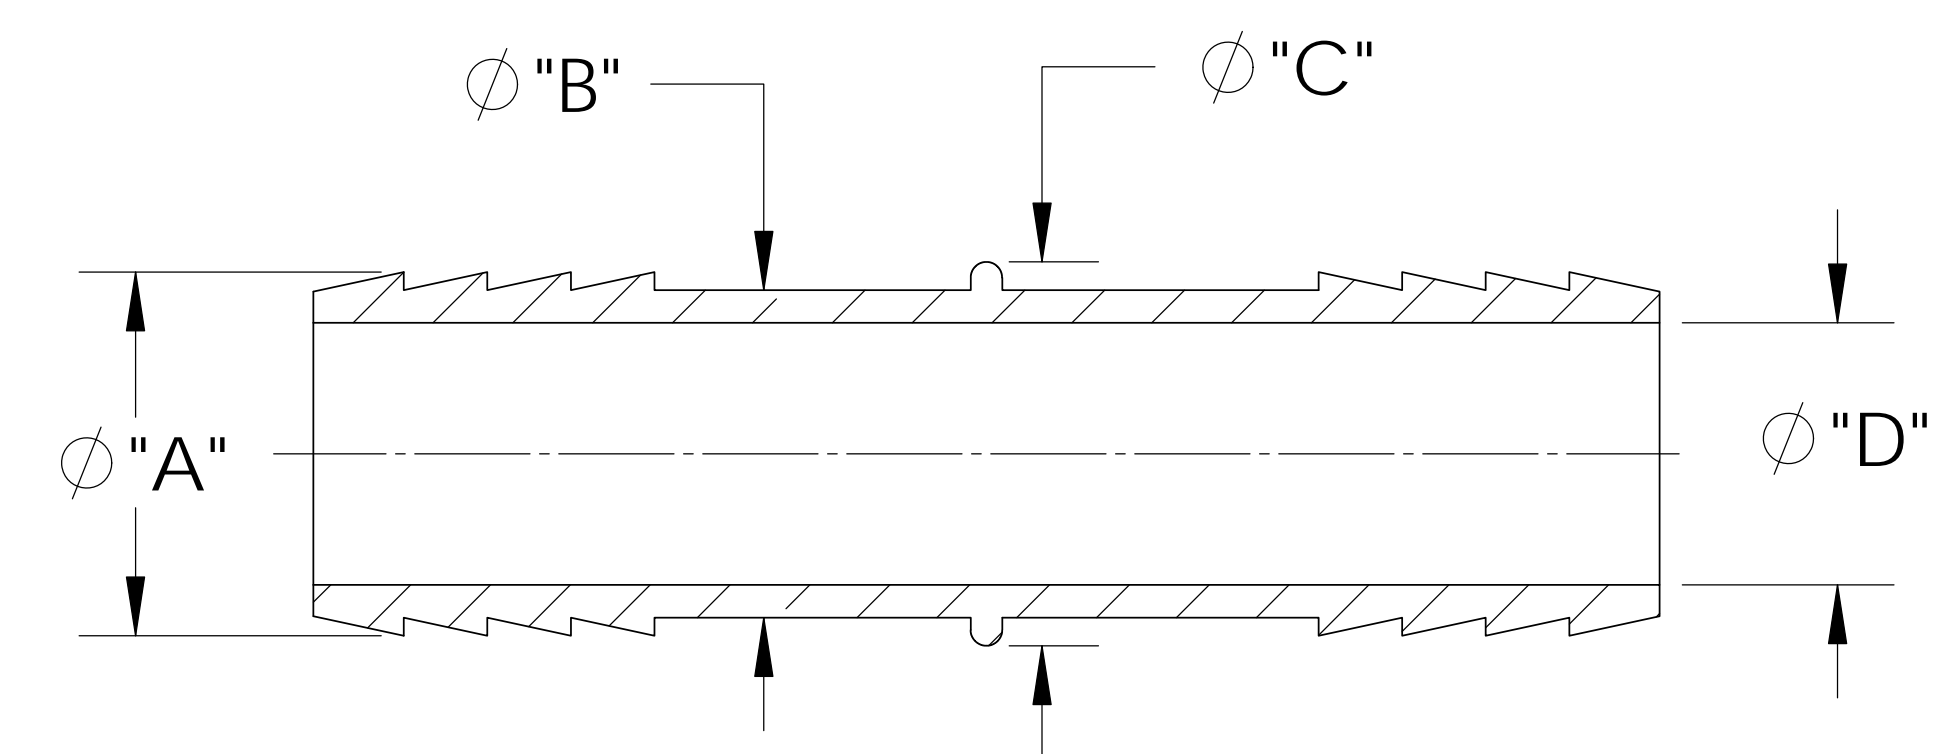 ⌀ "B"
⌀ "C"
⌀ "A"
⌀ "D"